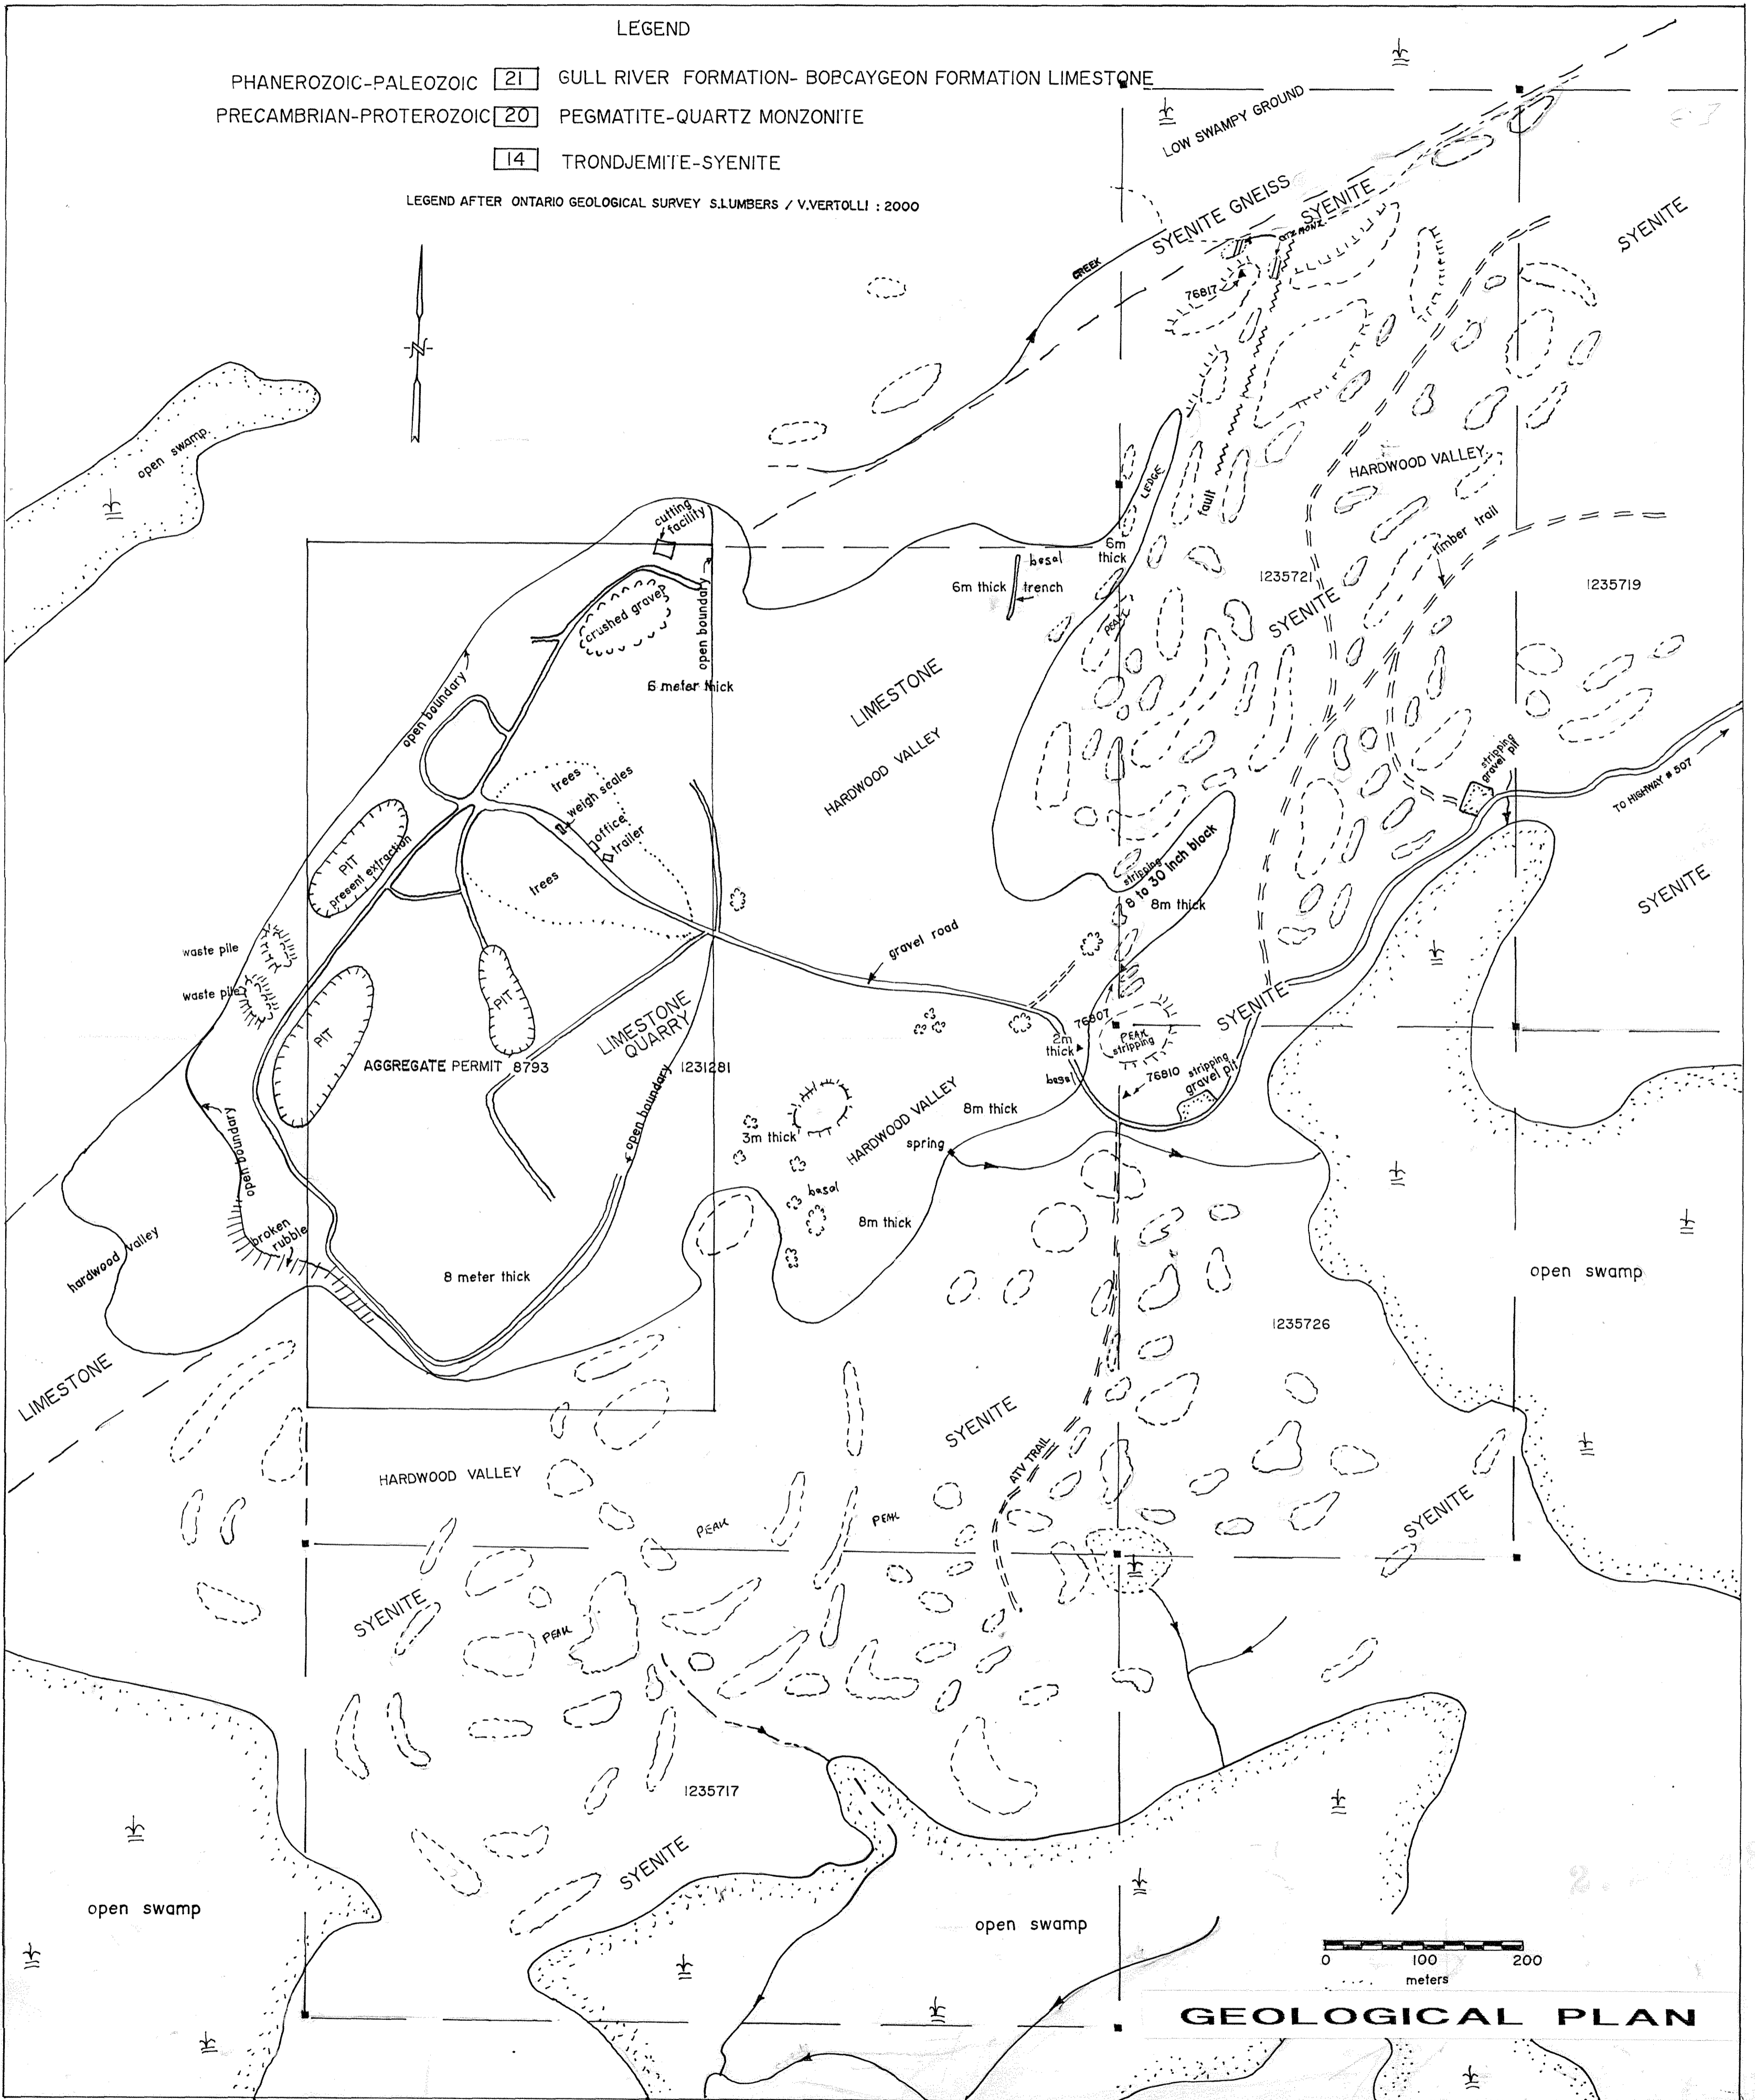 LEGEND
PHANEROZOIC-PALEOZOIC 21 GULL RIVER FORMATION- BOBCAYGEON FORMATION LIMESTONE
PRECAMBRIAN-PROTEROZOIC 20 PEGMATITE-QUARTZ MONZONITE
14 TRONDJEMITE-SYENITE
LEGEND AFTER ONTARIO GEOLOGICAL SURVEY S.LUMBERS / V.VERTOLLI : 2000
N
LOW SWAMPY GROUND
SYENITE GNEISS
SYENITE
SYENITE
QTZ MONZ
CREEK
76817
open swamp
HARDWOOD VALLEY
LEDGE
fault
timber trail
cutting
facility
6m
thick
basal
6m thick
trench
1235721
1235719
crushed gravel
open boundary
PEAK
SYENITE
6 meter thick
LIMESTONE
open boundary
HARDWOOD VALLEY
stripping
gravel pit
TO HIGHWAY # 507
trees
weigh scales
office
trailer
PIT
present extraction
trees
stripping
8 to 30 inch block
8m thick
SYENITE
gravel road
waste pile
waste pile
PIT
PIT
LIMESTONE
QUARRY
76807
SYENITE
PEAK
stripping
2m
thick
AGGREGATE PERMIT 8793
1231281
basal
76810
stripping
gravel pit
open boundary
open boundary
HARDWOOD VALLEY
8m thick
3m thick
spring
basal
8m thick
hardwood valley
broken
rubble
8 meter thick
open swamp
1235726
LIMESTONE
SYENITE
ATV TRAIL
HARDWOOD VALLEY
PEAK
PEAK
SYENITE
SYENITE
PEAK
1235717
SYENITE
open swamp
open swamp
0 100 200
meters
GEOLOGICAL PLAN